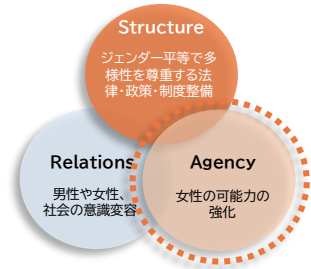 Structure
ジェンダー平等で多
様性を尊重する法
律・政策・制度整備
Relations
男性や女性、
社会の意識変容
Agency
女性の可能力の
強化